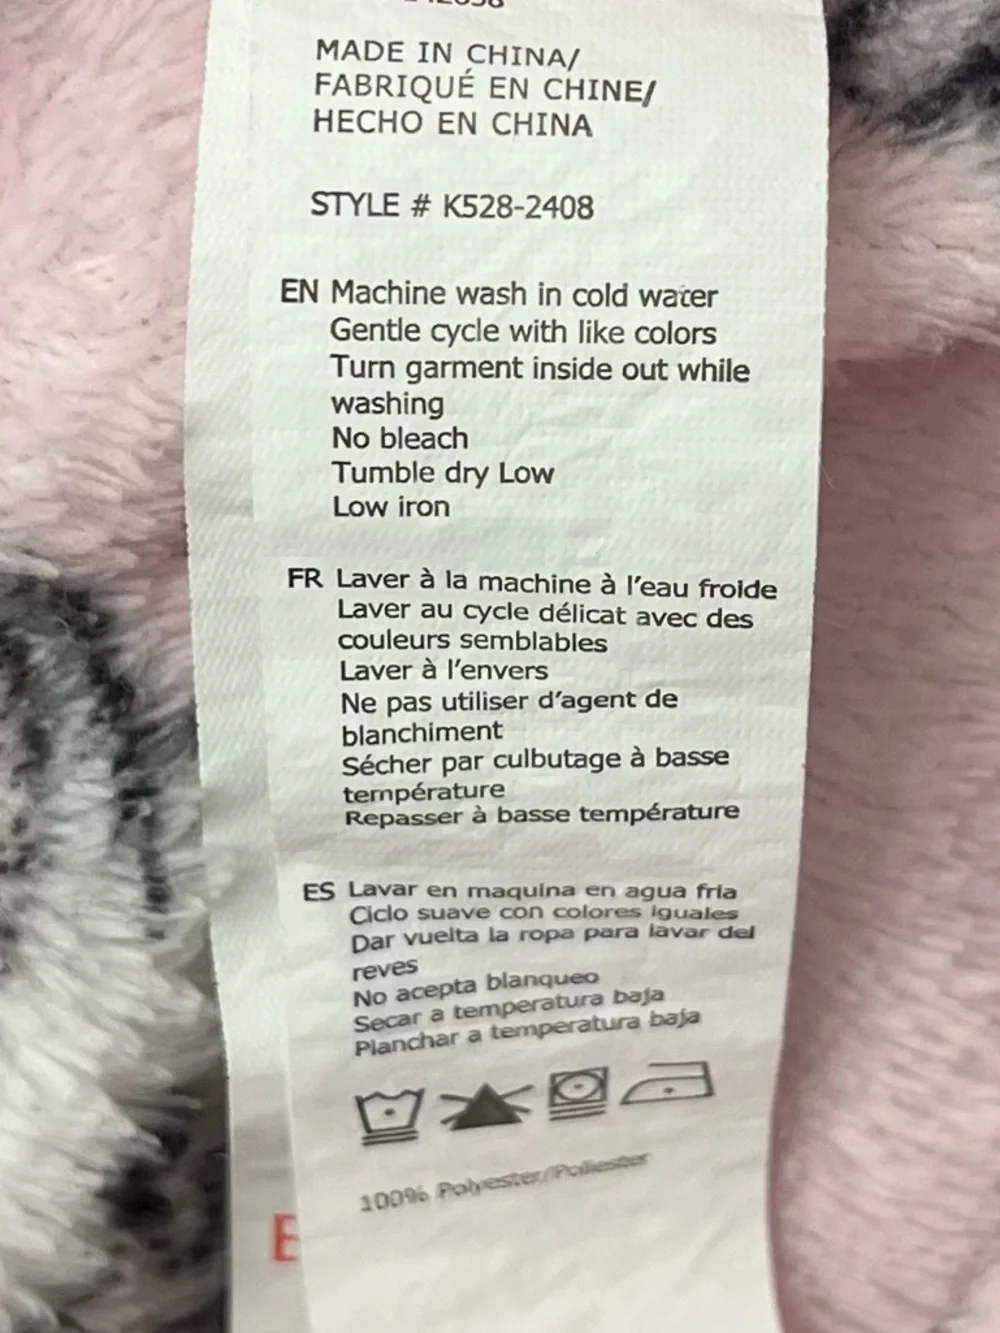 MADE IN CHINA/
FABRIQUÉ EN CHINE/
HECHO EN CHINA
STYLE # K528-2408
EN Machine wash in cold water
Gentle cycle with like colors
Turn garment inside out while
washing
No bleach
Tumble dry Low
Low iron
FR Laver à la machine à l'eau froide
Laver au cycle délicat avec des
couleurs semblables
Laver à l'envers
Ne pas utiliser d'agent de
blanchiment
Sécher par culbutage à basse
température
Repasser à basse température
ES Lavar en maquina en agua fria
Ciclo suave con colores iguales
Dar vuelta la ropa para lavar del
reves
No acepta blanqueo
Secar a temperatura baja
Planchar a temperatura baja
100% Polyester/Poliester